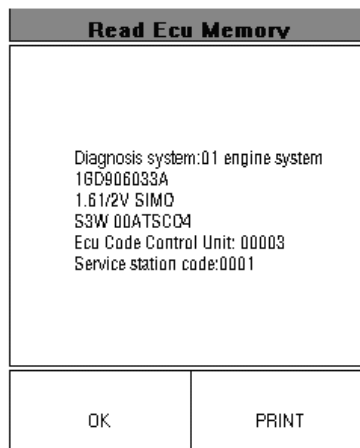 Read Ecu Memory
Diagnosis system:01 engine system
1GD906033A
1.61/2V SIMO
S3W 00ATSCO4
Ecu Code Control Unit: 00003
Service station code:0001
OK
PRINT